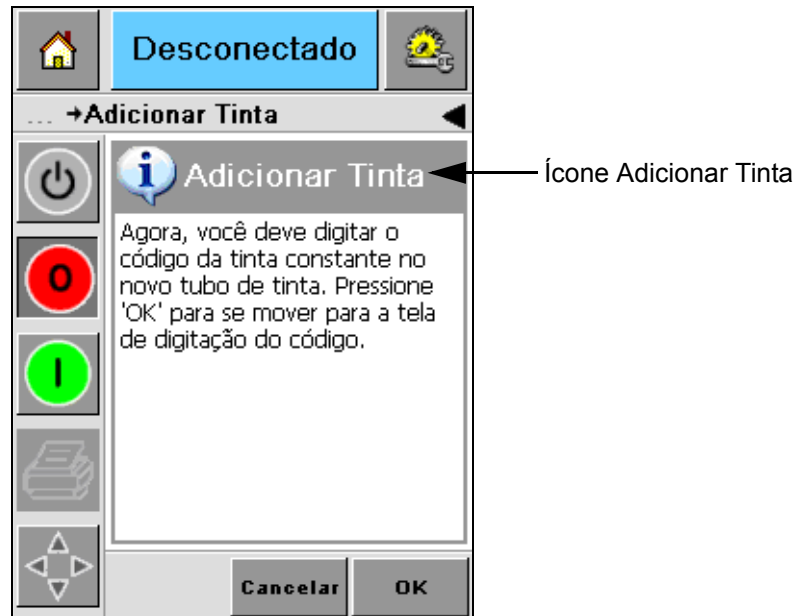 Desconectado
... →Adicionar Tinta
Adicionar Tinta
Ícone Adicionar Tinta
Agora, você deve digitar o
código da tinta constante no
novo tubo de tinta. Pressione
'OK' para se mover para a tela
de digitação do código.
O
I
Cancelar
OK